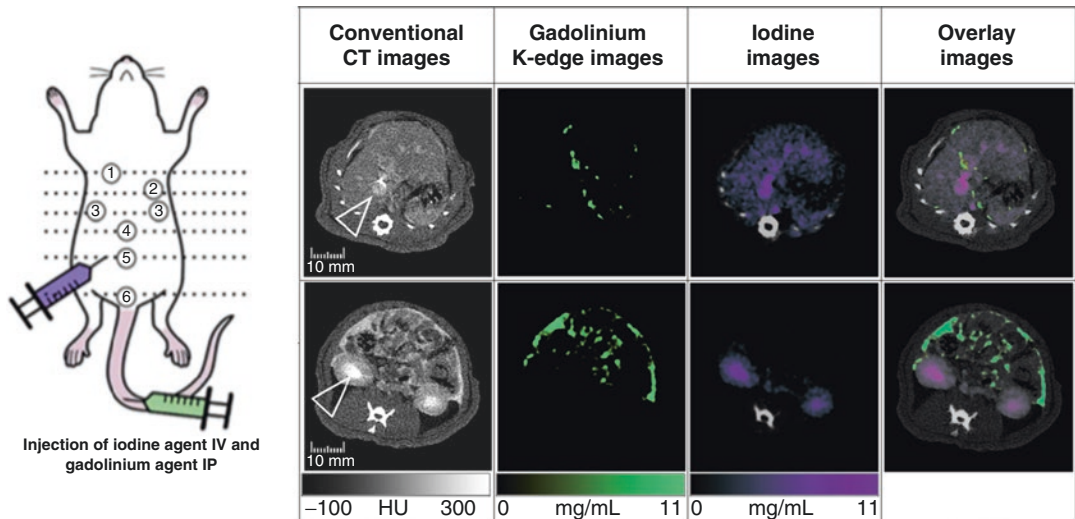 Conventional
CT images
Gadolinium
K-edge images
Iodine
images
Overlay
images
1
2
3
3
4
5
6
Injection of iodine agent IV and
gadolinium agent IP
10 mm
10 mm
−100 HU 300
0 mg/mL 11
0 mg/mL 11